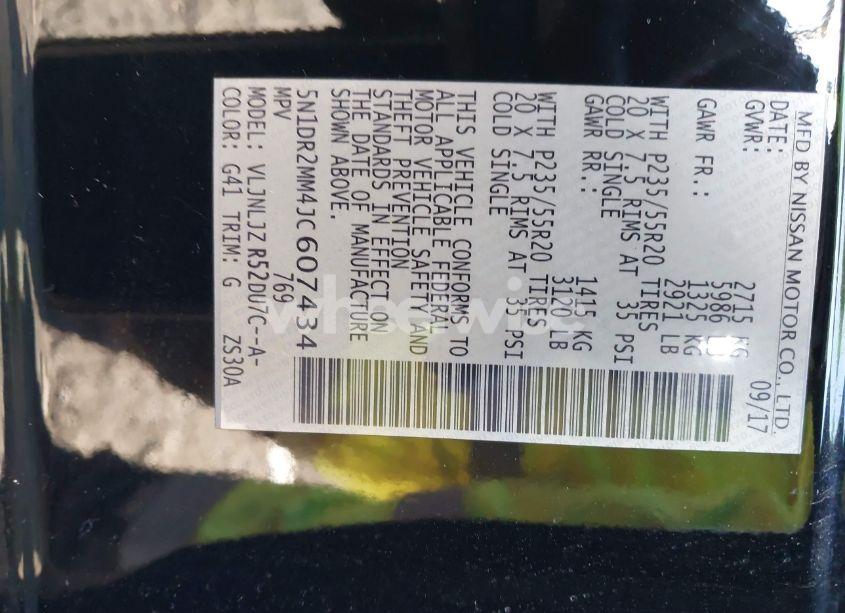 MFD BY NISSAN MOTOR CO., LTD.
DATE: 09/17
GVWR: 2715 KG
5986
GAWR FR.: 1325 KG
2921 LB
WITH P235/55R20 TIRES
20 X 7.5 RIMS AT 35 PSI
COLD SINGLE
GAWR RR.: 1415 KG
3120 LB
WITH P235/55R20 TIRES
20 X 7.5 RIMS AT 35 PSI
COLD SINGLE
THIS VEHICLE CONFORMS TO
ALL APPLICABLE FEDERAL
MOTOR VEHICLE SAFETY AND
THEFT PREVENTION
STANDARDS IN EFFECT ON
THE DATE OF MANUFACTURE
SHOWN ABOVE.
5N1DR2MM4JC607434
MPV 769
MODEL: VLJNLJZ R52DU7C--A-
COLOR: G41 TRIM: G ZS30A